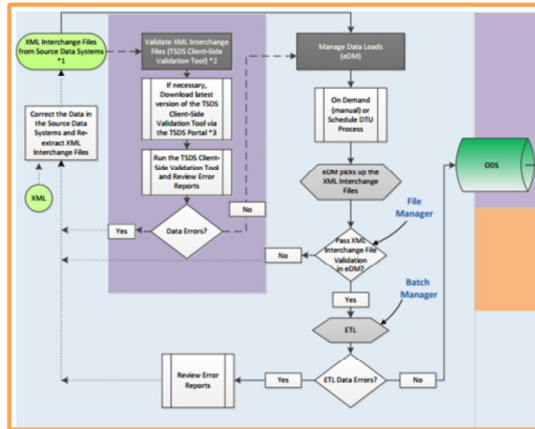 XML Interchange Files
from Source Data Systems
*1
Validate XML Interchange
Files (TSDS Client-Side
Validation Tool) *2
Manage Data Loads
(eDM)
If necessary,
Download latest
version of the TSDS
Client-Side
Validation Tool via
the TSDS Portal *3
On Demand
(manual) or
Schedule DTU
Process
Correct the Data in
the Source Data
Systems and Re-
extract XML
Interchange Files
Run the TSDS Client-
Side Validation Tool
and Review Error
Reports
eDM picks up the
XML Interchange
Files
ODS
XML
No
File
Manager
Yes
Data Errors?
No
Pass XML
Interchange File
Validation
in eDM?
Yes
Batch
Manager
ETL
Review Error
Reports
Yes
ETL Data Errors?
No